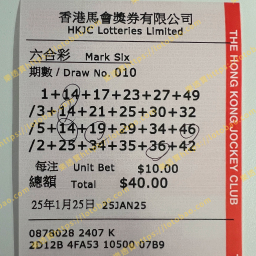 香港馬會獎券有限公司
HKJC Lotteries Limited
六合彩 Mark Six
期數 / Draw No. 010
1+14+17+23+27+49
/3+14+21+25+30+32
/5+14+19+29+34+46
/2+25+34+35+36+42
每注 Unit Bet $10.00
總額 Total $40.00
25年1月25日 25JAN25
0878028 2407 K
2D12B 4FA53 10500 07B9
THE HONG KONG JOCKEY CLUB